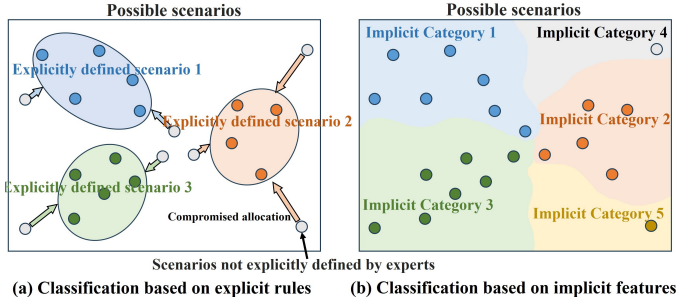 Possible scenarios
Explicitly defined scenario 1
Explicitly defined scenario 2
Explicitly defined scenario 3
Compromised allocation
Scenarios not explicitly defined by experts
(a) Classification based on explicit rules
Possible scenarios
Implicit Category 1
Implicit Category 4
Implicit Category 2
Implicit Category 3
Implicit Category 5
(b) Classification based on implicit features